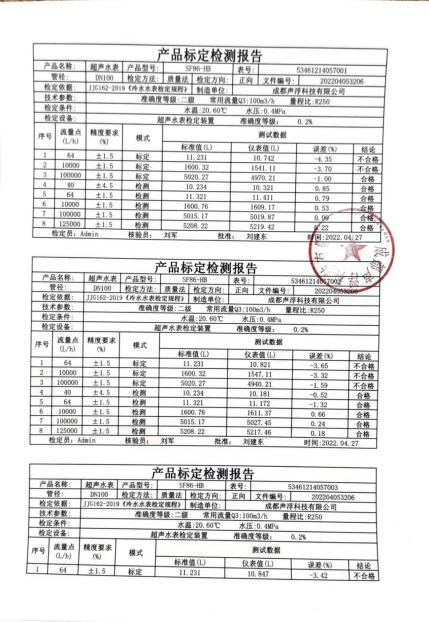 产品标定检测报告
产品名称: 超声水表 产品型号: SF86-HB 表号: 53461214057001
管径: DN100 检定方法: 质量法 检定方向: 正向 文件编号: 202204053206
检定依据: JJG162-2019《冷水水表检定规程》 制造单位: 成都声浮科技有限公司
技术参数: 准确度等级:二级 常用流量Q3:100m3/h 量程比:R250
检定条件: 水温:20.60℃ 水压:0.4MPa
检定设备: 超声水表检定装置 准确度等级: 0.2%
序号 流量点(L/h) 精度要求(%) 模式 测试数据
标准值(L) 仪表值(L) 误差(%) 结论
1 64 ±1.5 标定 11.231 10.742 -4.35 不合格
2 10000 ±1.5 标定 1600.32 1541.11 -3.70 不合格
3 100000 ±1.5 标定 5020.27 4970.21 -1.00 合格
4 40 ±4.5 检测 10.234 10.321 0.85 合格
5 64 ±1.5 检测 11.321 11.411 0.79 合格
6 10000 ±1.5 检测 1600.76 1609.17 0.53 合格
7 100000 ±1.5 检测 5015.17 5019.87 0.09 合格
8 125000 ±1.5 检测 5208.22 5219.42 0.22 合格
检定员: Admin 核验员: 刘军 批准: 刘建东 时间:2022.04.27
产品标定检测报告
产品名称: 超声水表 产品型号: SF86-HB 表号:
管径: DN100 检定方法: 质量法 检定方向: 正向 文件编号: 202204053206
检定依据: JJG162-2019《冷水水表检定规程》 制造单位: 成都声浮科技有限公司
技术参数: 准确度等级:二级 常用流量Q3:100m3/h 量程比:R250
检定条件: 水温:20.60℃ 水压:0.4MPa
检定设备: 超声水表检定装置 准确度等级: 0.2%
序号 流量点(L/h) 精度要求(%) 模式 测试数据
标准值(L) 仪表值(L) 误差(%) 结论
1 64 ±1.5 标定 11.231 10.821 -3.65 不合格
2 10000 ±1.5 标定 1600.32 1547.11 -3.32 不合格
3 100000 ±1.5 标定 5020.27 4940.21 -1.59 不合格
4 40 ±4.5 检测 10.234 10.181 -0.52 合格
5 64 ±1.5 检测 11.321 11.172 -1.32 合格
6 10000 ±1.5 检测 1600.76 1611.37 0.66 合格
7 100000 ±1.5 检测 5015.17 5027.45 0.24 合格
8 125000 ±1.5 检测 5208.22 5217.46 0.18 合格
检定员: Admin 核验员: 刘军 批准: 刘建东 时间:2022.04.27
产品标定检测报告
产品名称: 超声水表 产品型号: SF86-HB 表号: 53461214057003
管径: DN100 检定方法: 质量法 检定方向: 正向 文件编号: 202204053206
检定依据: JJG162-2019《冷水水表检定规程》 制造单位: 成都声浮科技有限公司
技术参数: 准确度等级:二级 常用流量Q3:100m3/h 量程比:R250
检定条件: 水温:20.60℃ 水压:0.4MPa
检定设备: 超声水表检定装置 准确度等级: 0.2%
序号 流量点(L/h) 精度要求(%) 模式 测试数据
标准值(L) 仪表值(L) 误差(%) 结论
1 64 ±1.5 标定 11.231 10.847 -3.42 不合格